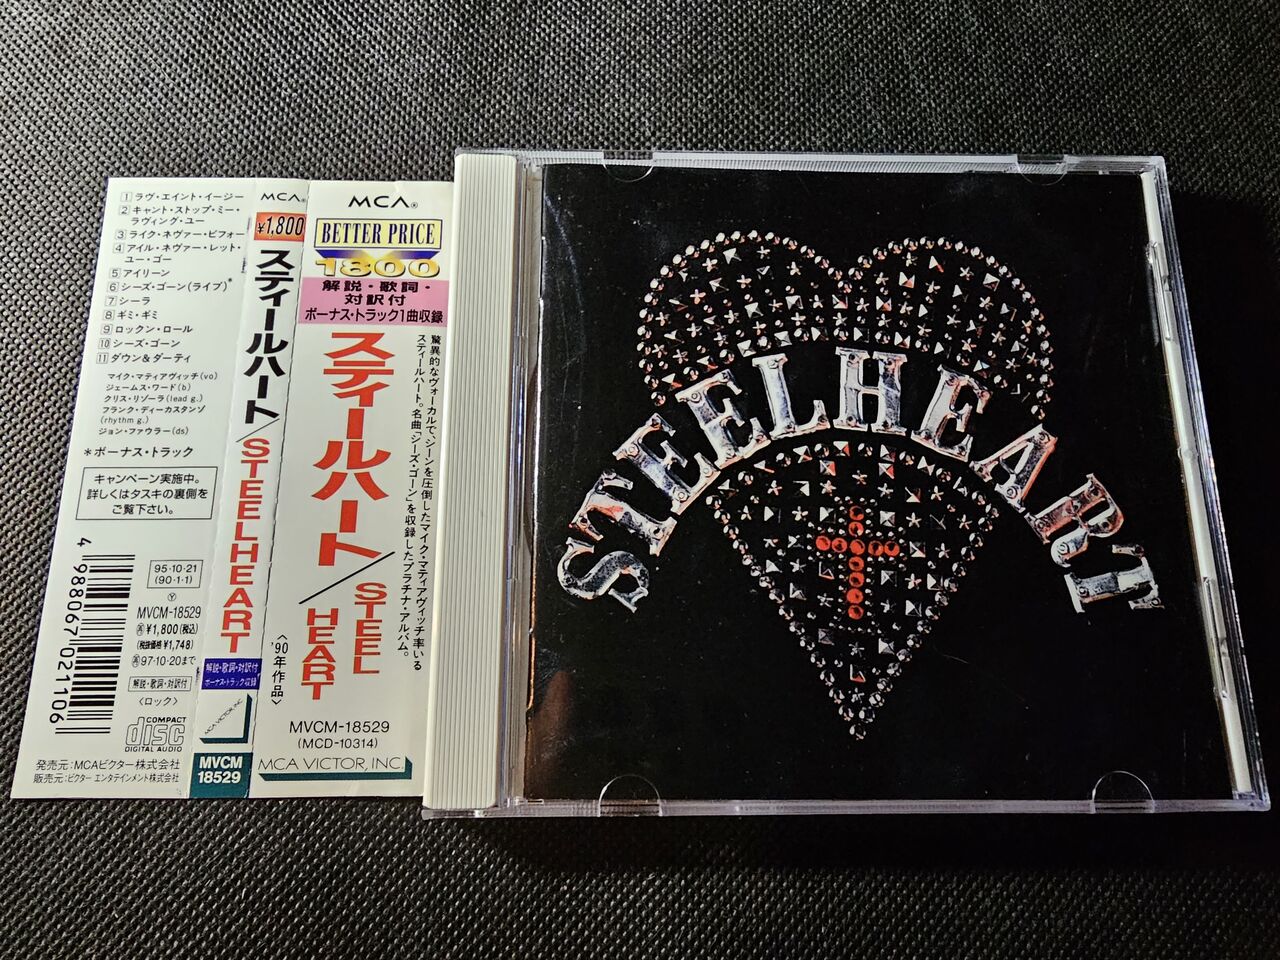 1 ラヴ・エイント・イージー
2 キャント・ストップ・ミー・
ラヴィング・ユー
3 ライク・ネヴァー・ビフォー
4 アイル・ネヴァー・レット・
ユー・ゴー
5 アイリーン
6 シーズ・ゴーン(ライブ)*
7 シーラ
8 ギミ・ギミ
9 ロックン・ロール
10 シーズ・ゴーン
11 ダウン&ダーティ
マイク・マティアヴィッチ(vo)
ジェームス・ワード(b)
クリス・リゾーラ(lead g.)
フランク・ディーカスタンゾ
(rhythm g.)
ジョン・ファウラー(ds)
*ボーナス・トラック
キャンペーン実施中。
詳しくはタスキの裏側を
ご覧下さい。
4 988067 021106
95・10・21
(90・1・1)
Y
MVCM-18529
¥1,800(税込)
(税抜価格¥1,748)
97・10・20まで
解説・歌詞・対訳付
〈ロック〉
COMPACT
disc
DIGITAL AUDIO
発売元:MCAビクター株式会社
販売元:ビクター エンタテインメント株式会社
MCA®
¥1,800
スティールハート/STEELHEART
解説・歌詞・対訳付
ボーナス・トラック収録
MCA VICTOR, INC.
MVCM
18529
MCA®
BETTER PRICE
1800
解説・歌詞・
対訳付
ボーナス・トラック1曲収録
驚異的なヴォーカルで、シーンを圧倒したマイク・マティアヴィッチ率いる
スティールハート。名曲「シーズ・ゴーン」を収録したプラチナ・アルバム。
スティールハート/STEEL
HEART
〈'90年作品〉
MVCM-18529
(MCD-10314)
MCA VICTOR, INC.
STEELHEART